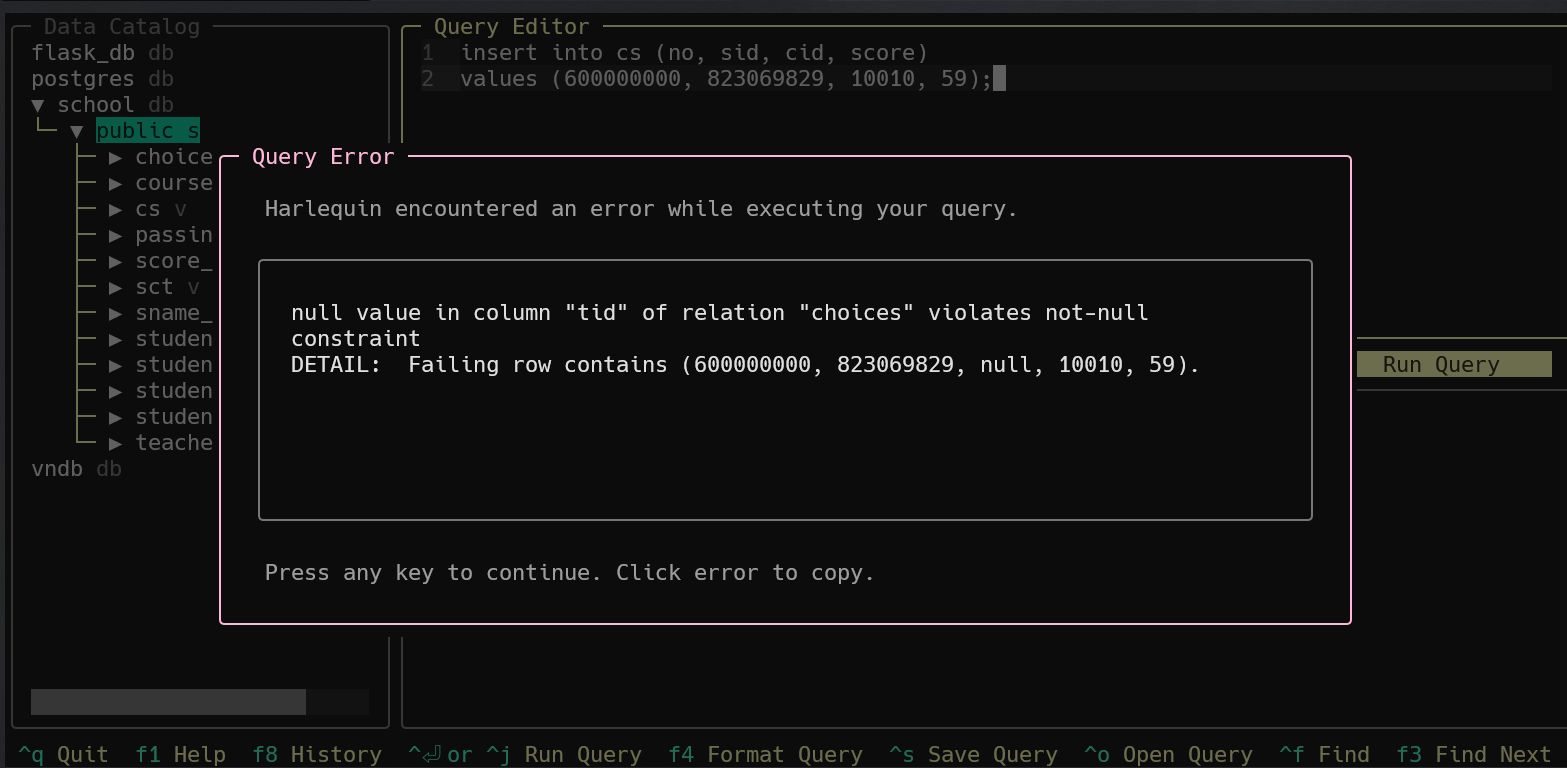 Data Catalog
flask_db db
postgres db
▼ school db
▼ public s
▶ choice
▶ course
▶ cs v
▶ passin
▶ score_
▶ sct v
▶ sname_
▶ studen
▶ studen
▶ studen
▶ studen
▶ teache
vndb db
Query Editor
1 insert into cs (no, sid, cid, score)
2 values (600000000, 823069829, 10010, 59);
Query Error
Harlequin encountered an error while executing your query.
null value in column "tid" of relation "choices" violates not-null
constraint
DETAIL:  Failing row contains (600000000, 823069829, null, 10010, 59).
Press any key to continue. Click error to copy.
Run Query
^q Quit  f1 Help  f8 History  ^⏎ or ^j Run Query  f4 Format Query  ^s Save Query  ^o Open Query  ^f Find  f3 Find Next